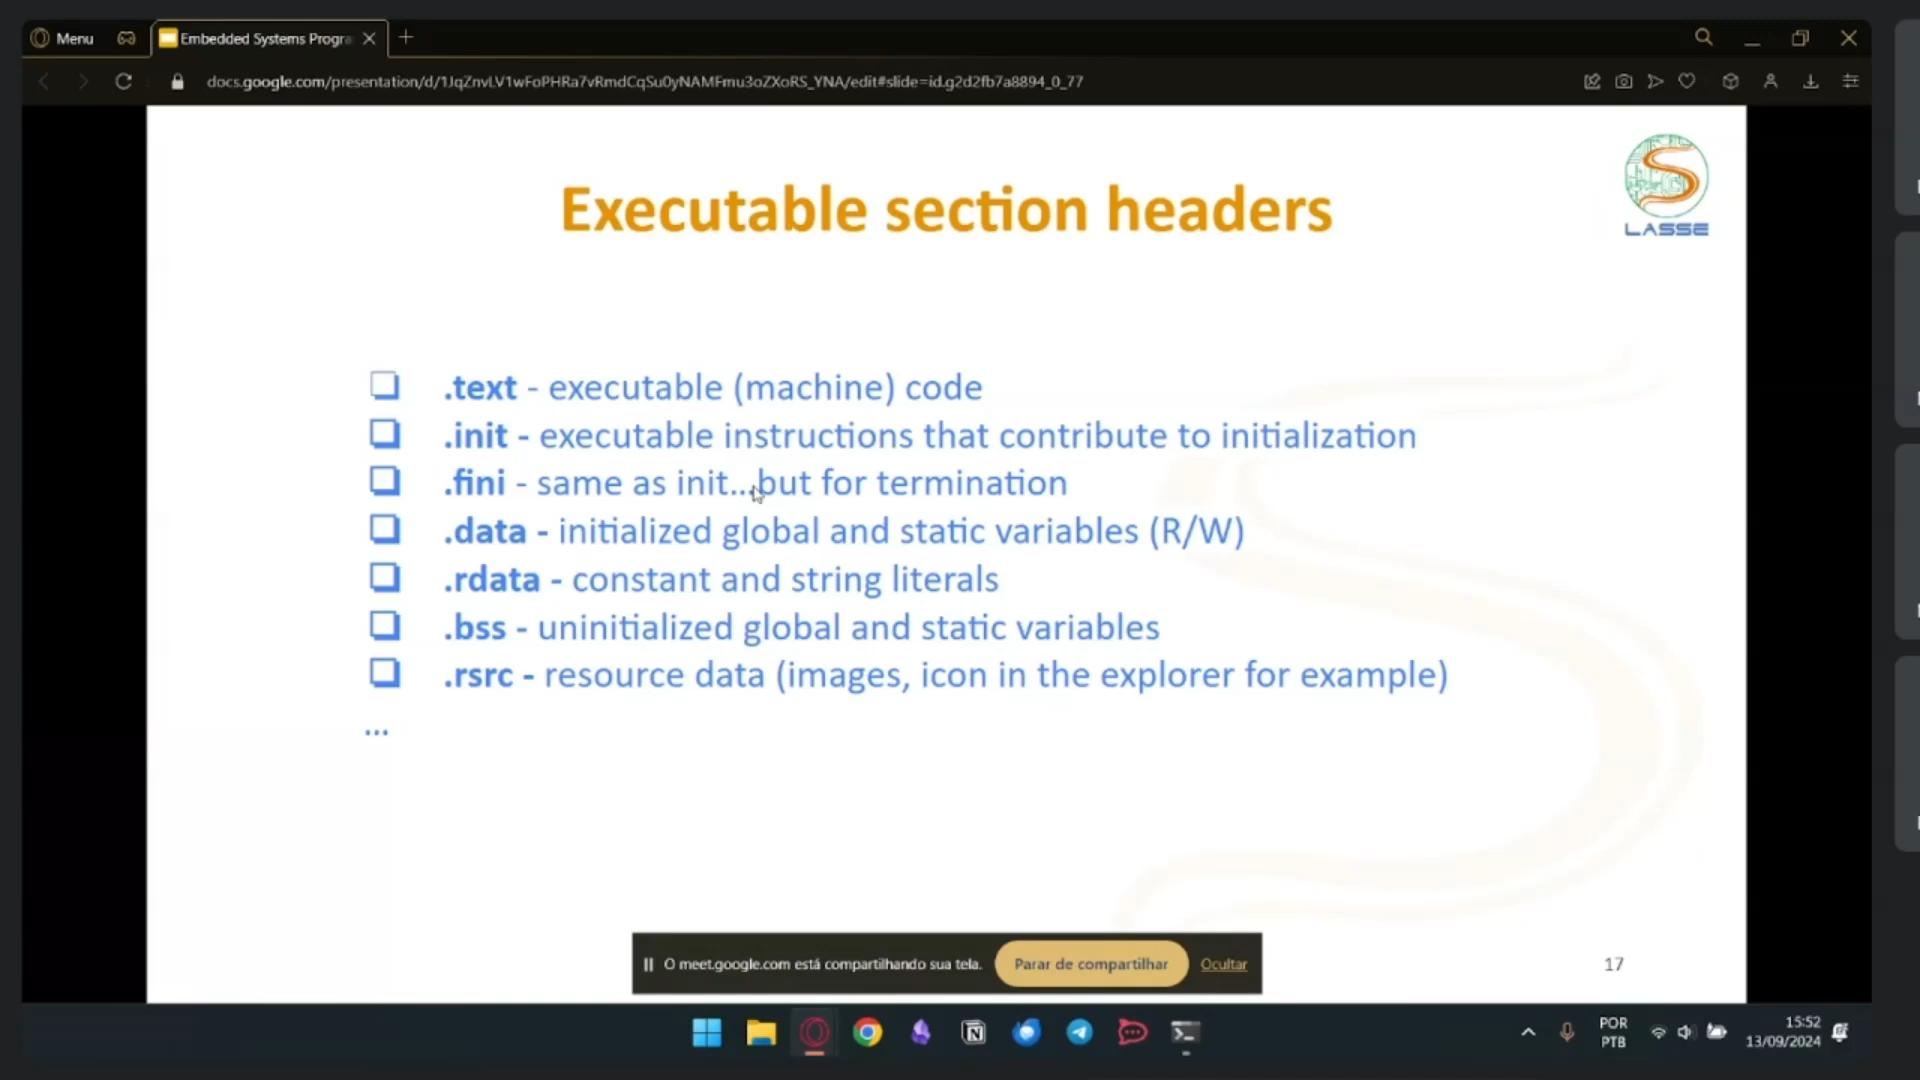 Menu
Embedded Systems Progra
docs.google.com/presentation/d/1JqZnvLV1wFoPHRa7vRmdCqSu0yNAMFmu3oZXoRS_YNA/edit#slide=id.g2d2fb7a8894_0_77
LASSE
Executable section headers
.text - executable (machine) code
.init - executable instructions that contribute to initialization
.fini - same as init...but for termination
.data - initialized global and static variables (R/W)
.rdata - constant and string literals
.bss - uninitialized global and static variables
.rsrc - resource data (images, icon in the explorer for example)
...
O meet.google.com está compartilhando sua tela.
Parar de compartilhar
Ocultar
17
POR
PTB
15:52
13/09/2024